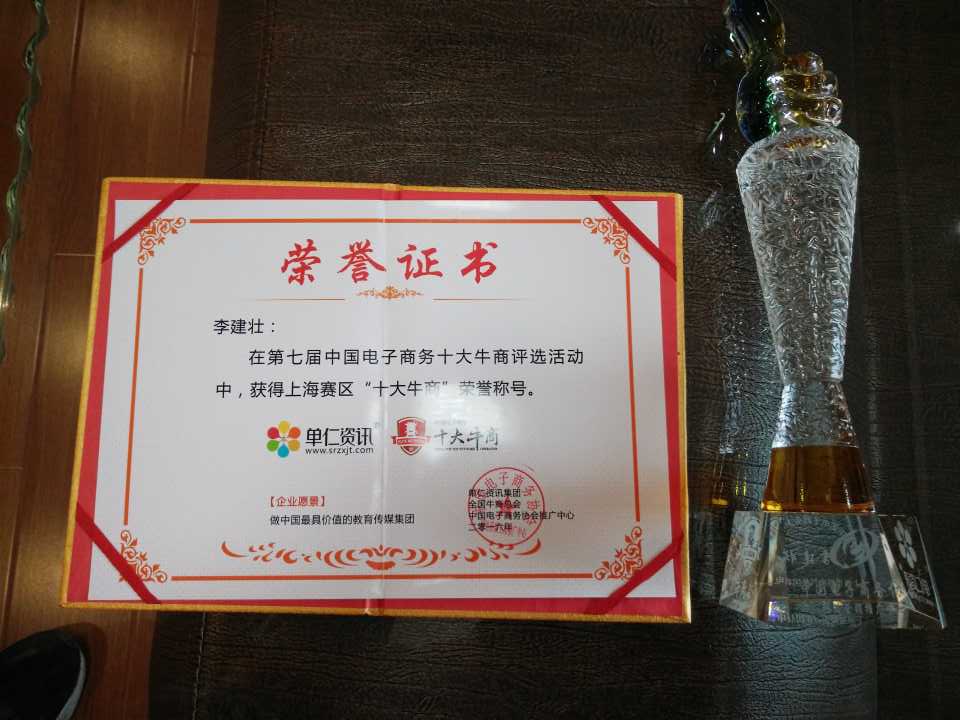 荣誉证书
李建壮：
在第七届中国电子商务十大牛商评选活动
中，获得上海赛区“十大牛商”荣誉称号。
单仁资讯
www.srzxjt.com
十大牛商
【企业愿景】
做中国最具价值的教育传媒集团
单仁资讯集团
全国牛商总会
中国电子商务协会推广中心
二零一六年